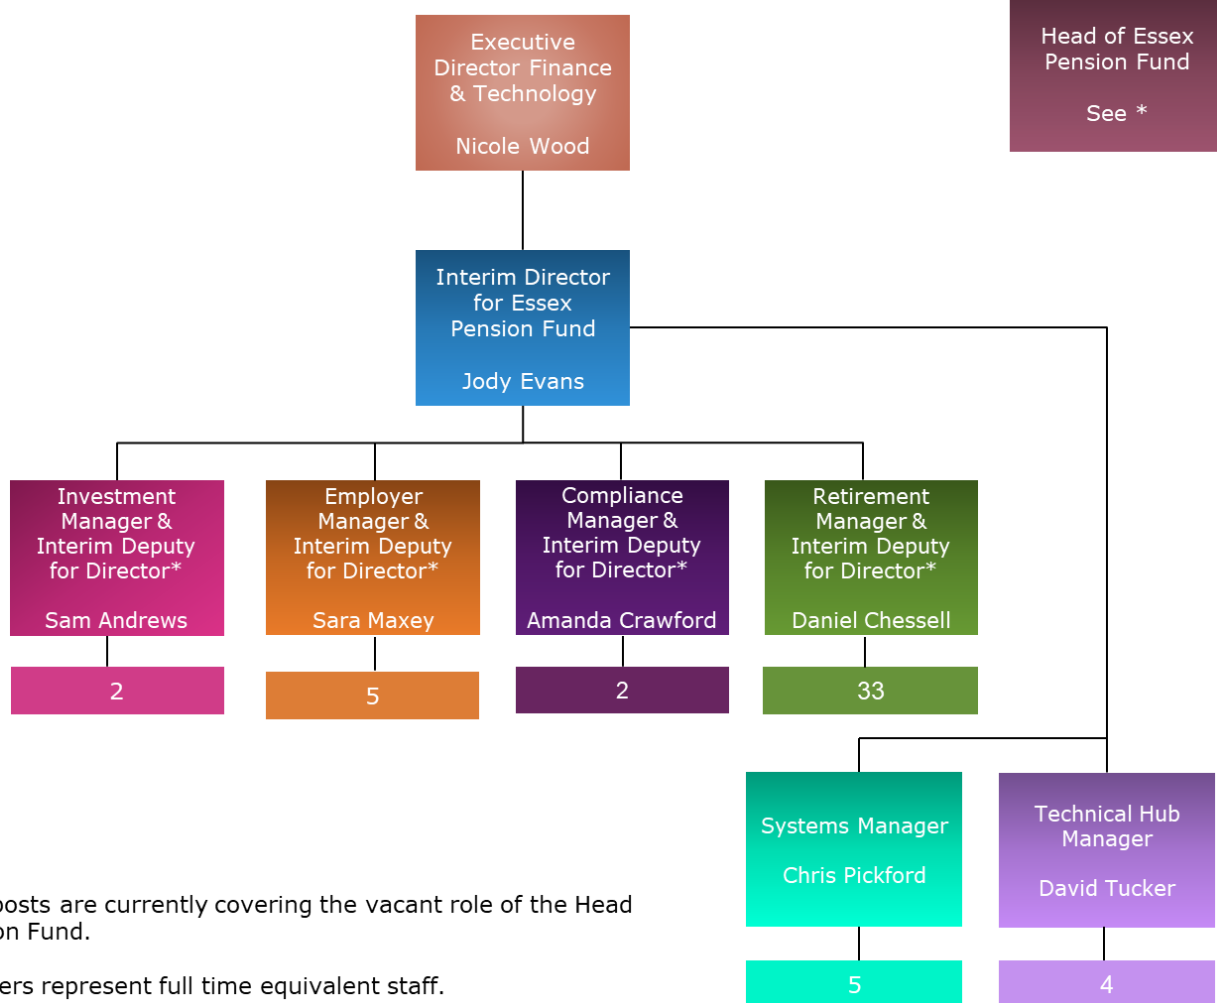 Executive
Director Finance
& Technology
Nicole Wood
Head of Essex
Pension Fund
See *
Interim Director
for Essex
Pension Fund
Jody Evans
Investment
Manager &
Interim Deputy
for Director*
Sam Andrews
2
Employer
Manager &
Interim Deputy
for Director*
Sara Maxey
5
Compliance
Manager &
Interim Deputy
for Director*
Amanda Crawford
2
Retirement
Manager &
Interim Deputy
for Director*
Daniel Chessell
33
Systems Manager
Chris Pickford
5
Technical Hub
Manager
David Tucker
4
posts are currently covering the vacant role of the Head
on Fund.
ers represent full time equivalent staff.